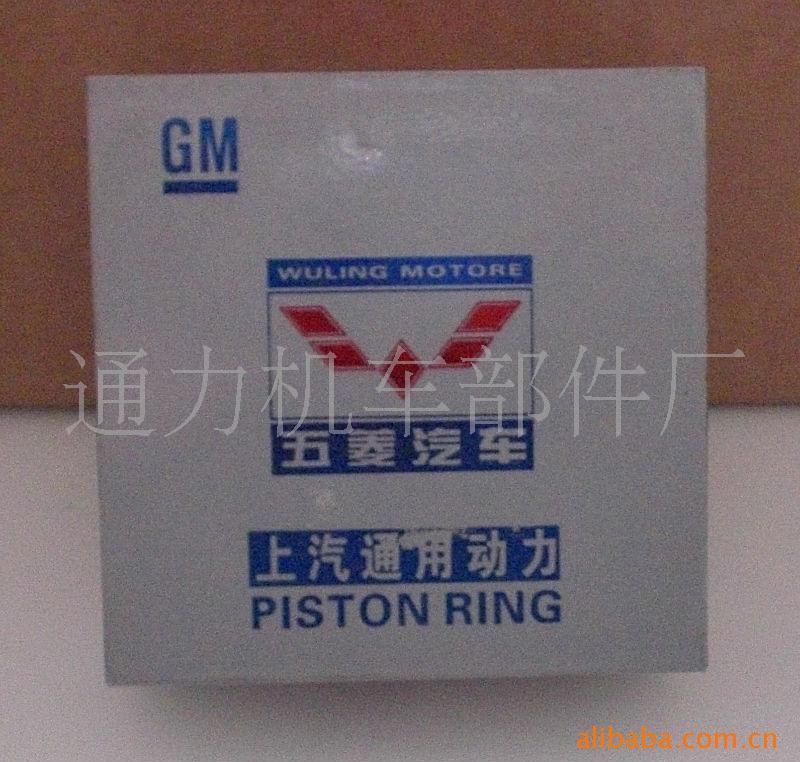 GM
WULING MOTORE
通力机车部件厂
五菱汽车
上汽通用动力
PISTON RING
alibaba.com.cn